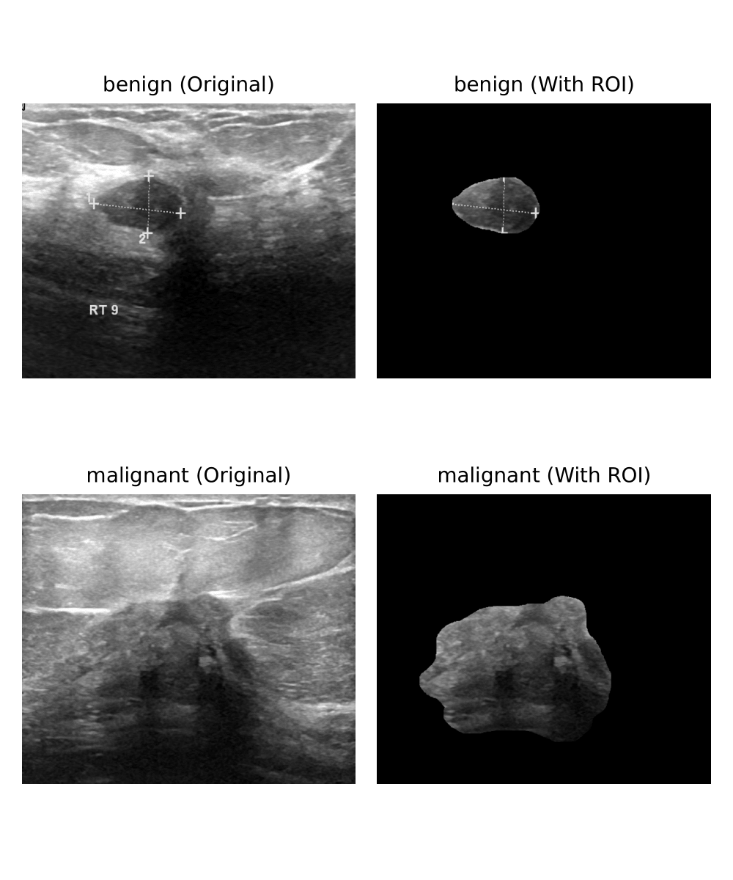 benign (Original)
benign (With ROI)
1
2
RT 9
malignant (Original)
malignant (With ROI)